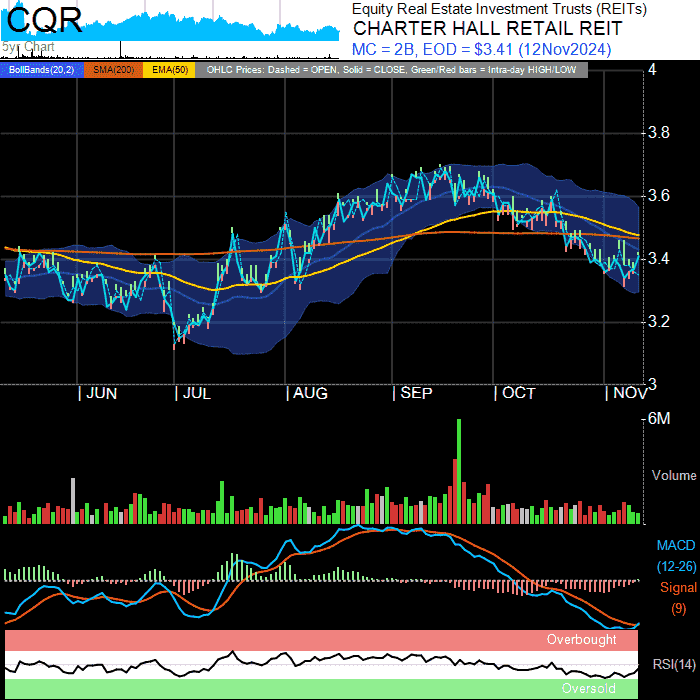 CQR
5yr Chart
Equity Real Estate Investment Trusts (REITs)
CHARTER HALL RETAIL REIT
MC = 2B, EOD = $3.41 (12Nov2024)
BollBands(20,2) SMA(200) EMA(50) OHLC Prices: Dashed = OPEN, Solid = CLOSE, Green/Red bars = Intra-day HIGH/LOW
4
3.8
3.6
3.4
3.2
3
| JUN | JUL | AUG | SEP | OCT | NOV
6M
Volume
MACD
(12-26)
Signal
(9)
Overbought
RSI(14)
Oversold